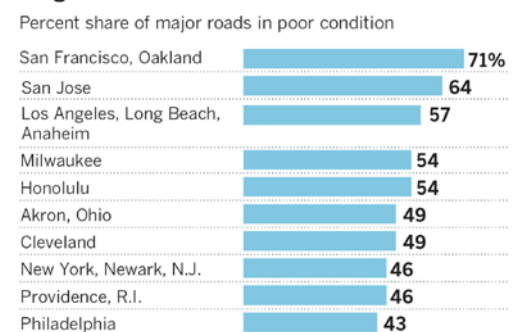 Percent share of major roads in poor condition
San Francisco, Oakland 71%
San Jose 64
Los Angeles, Long Beach, 57
Anaheim
Milwaukee 54
Honolulu 54
Akron, Ohio 49
Cleveland 49
New York, Newark, N.J. 46
Providence, R.I. 46
Philadelphia 43